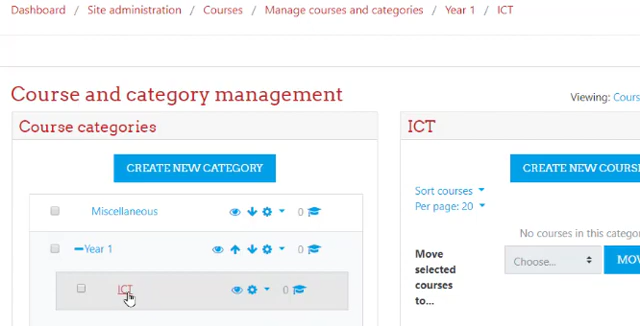 Dashboard / Site administration / Courses / Manage courses and categories / Year 1 / ICT
Course and category management
Viewing: Cours
Course categories
CREATE NEW CATEGORY
Miscellaneous 0
Year 1 0
ICT 0
ICT
CREATE NEW COURSE
Sort courses
Per page: 20
No courses in this categor
Move
selected
courses
to...
Choose...
MOV